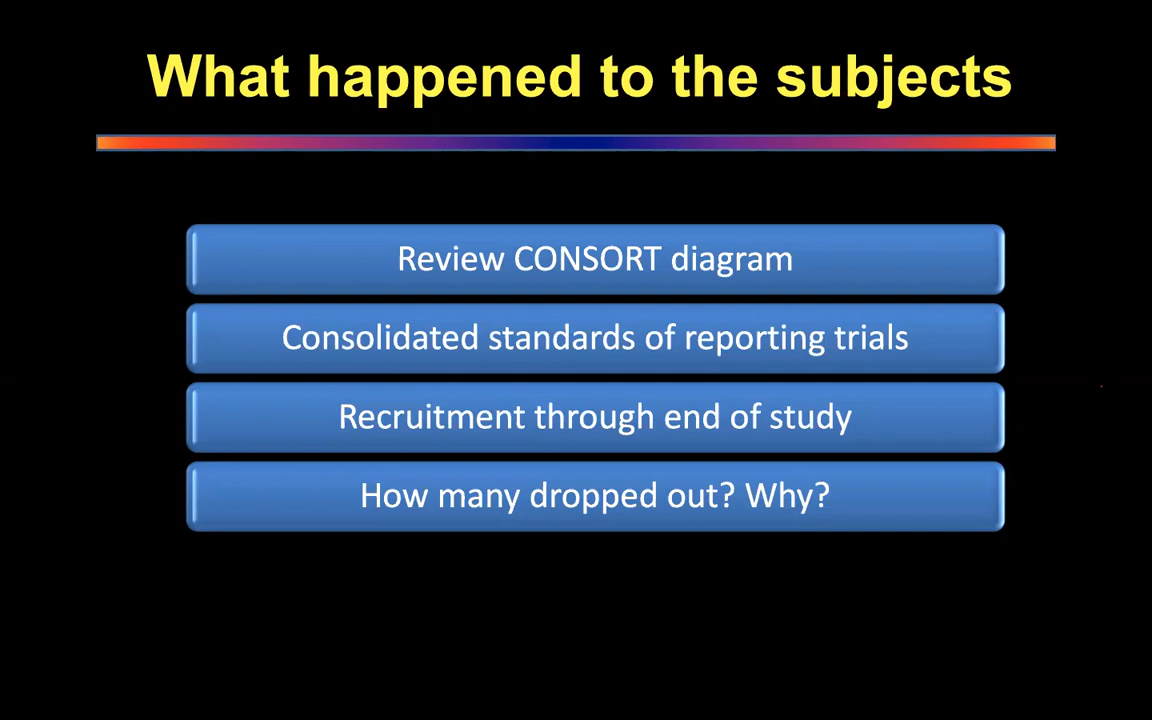 What happened to the subjects
Review CONSORT diagram
Consolidated standards of reporting trials
Recruitment through end of study
How many dropped out? Why?